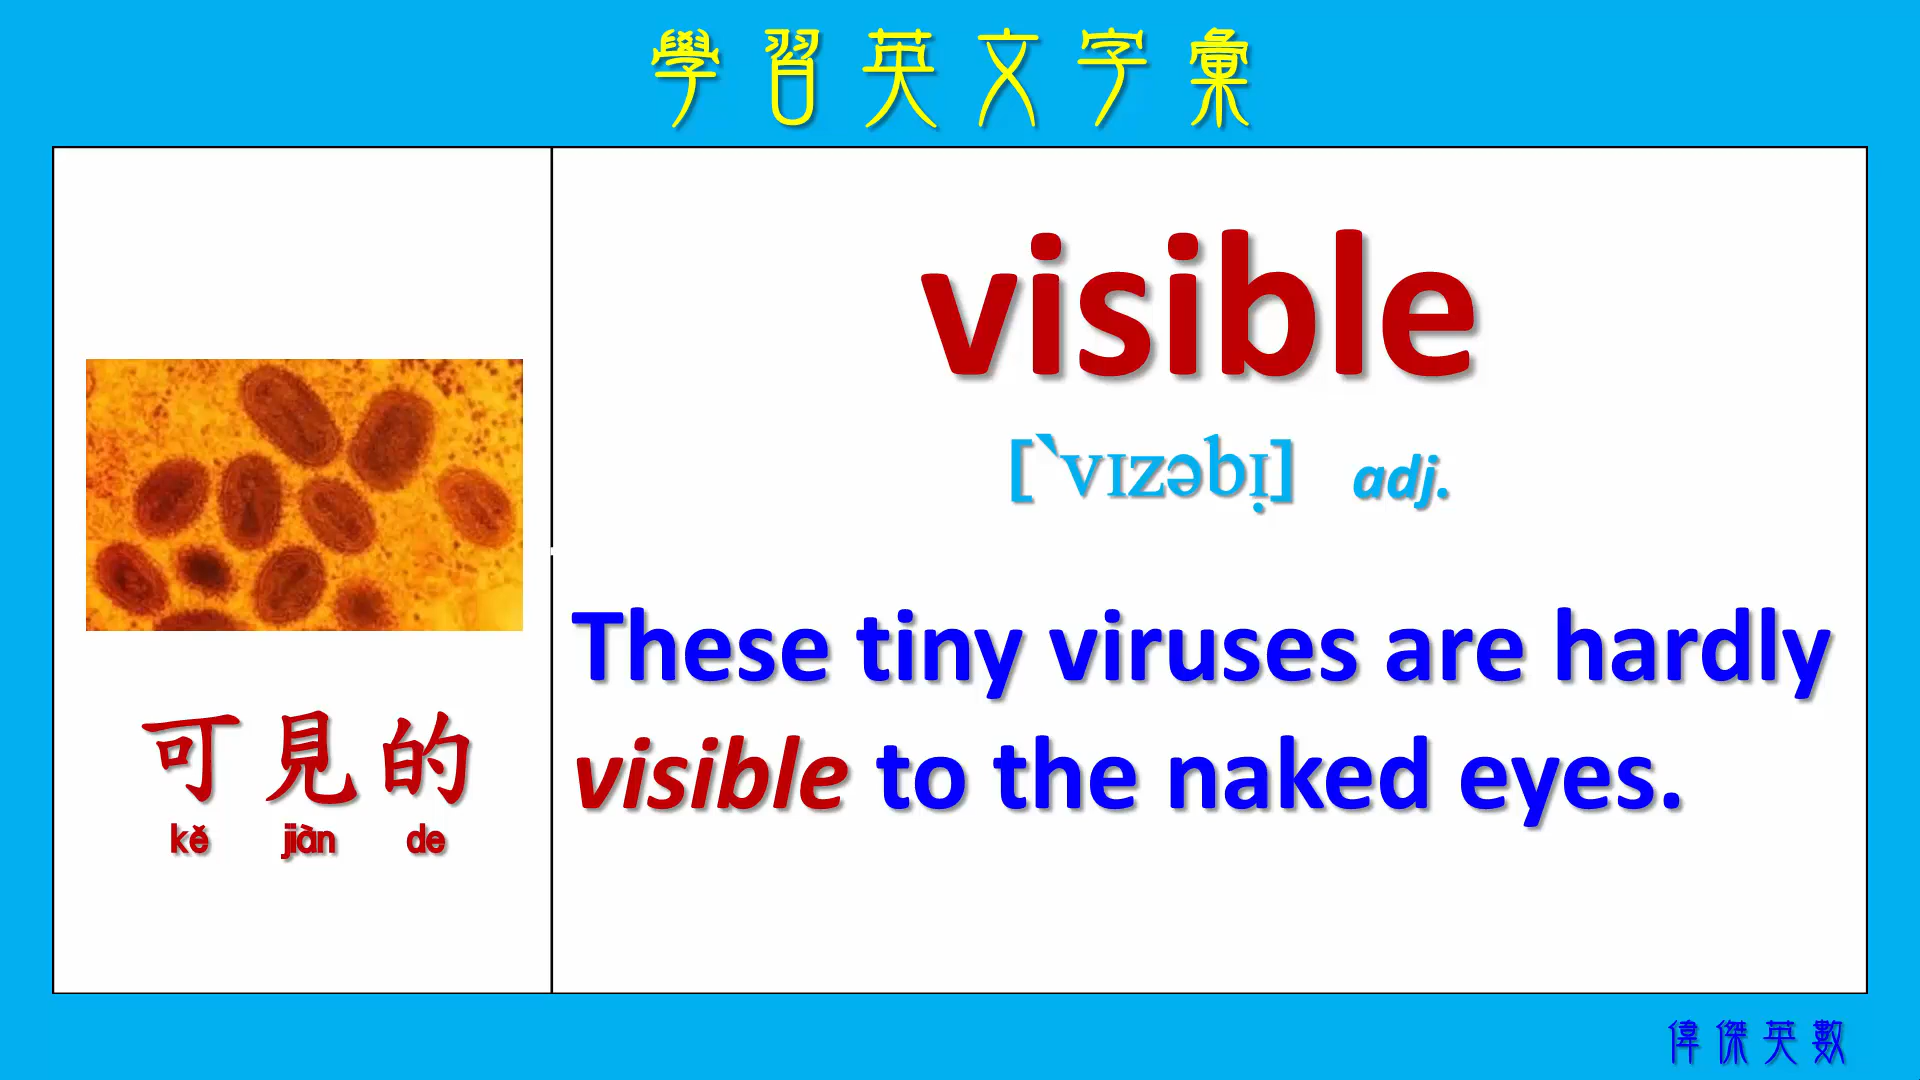 學習英文字彙
可見的
kě jiàn de
visible
[ˋvɪzəbɪ̣] adj.
These tiny viruses are hardly
visible to the naked eyes.
偉傑英數